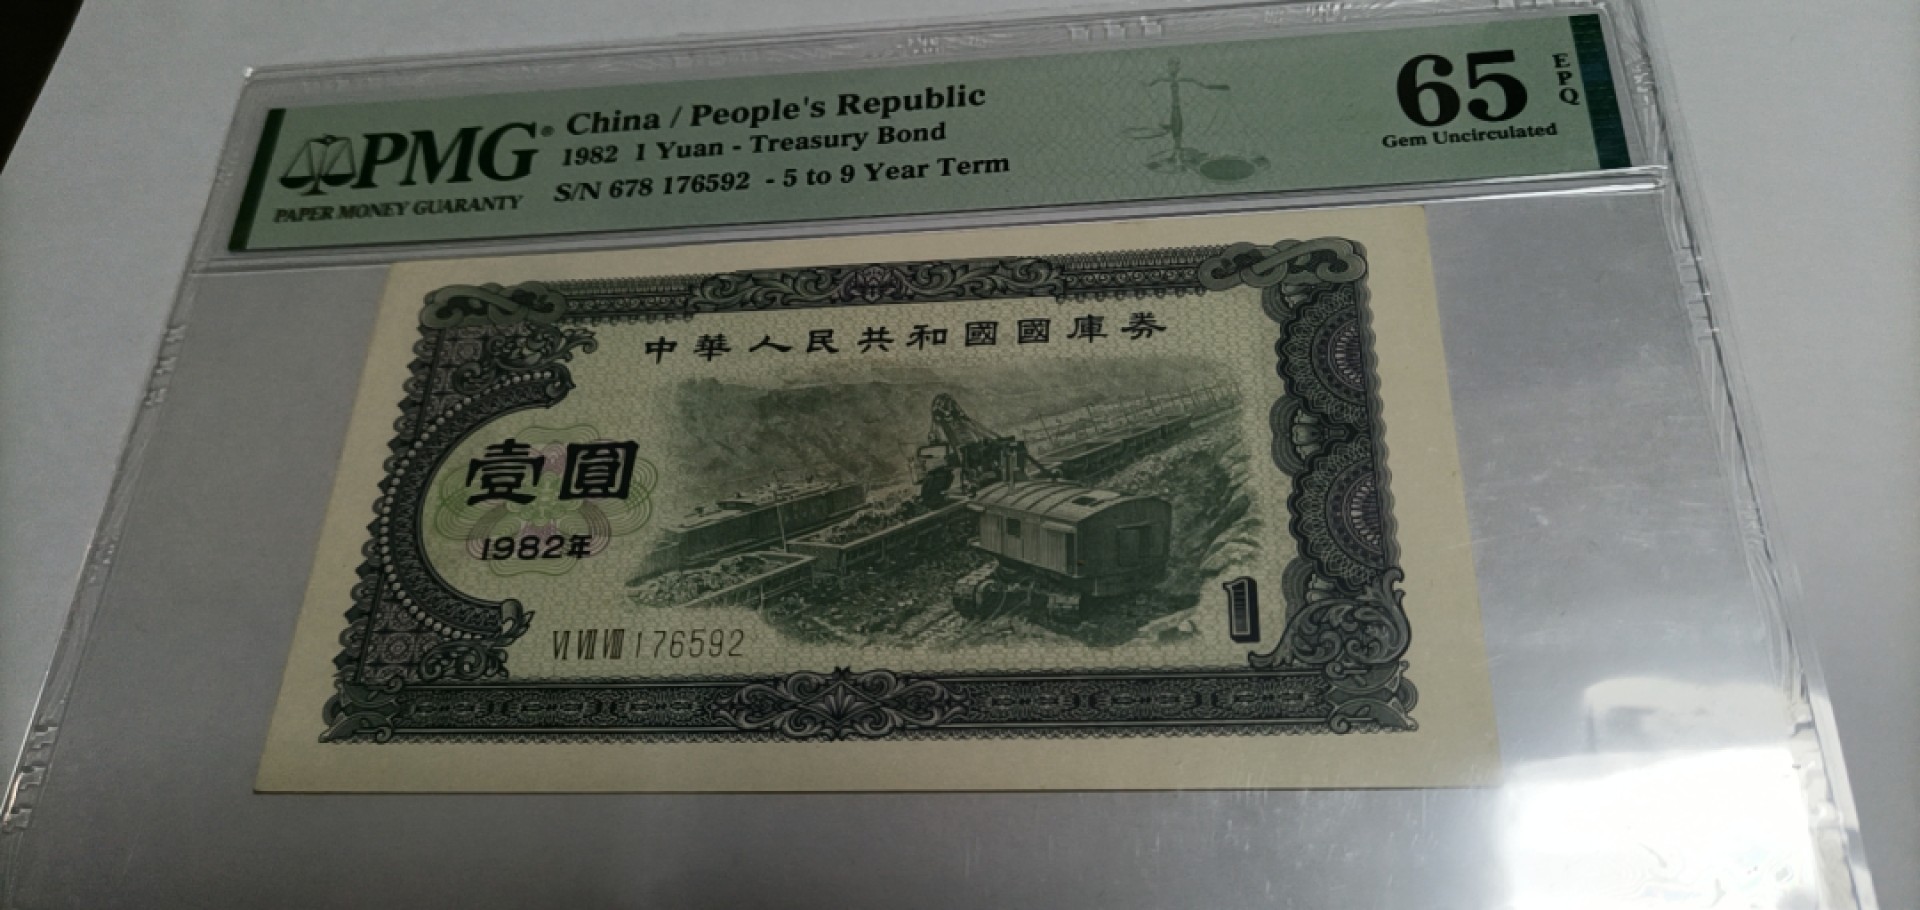 PMG® China / People's Republic
1982 1 Yuan - Treasury Bond
S/N 678 176592 - 5 to 9 Year Term
PAPER MONEY GUARANTY
65 EPQ
Gem Uncirculated
中華人民共和國國庫券
壹圓
1982年
VI VII VIII 176592
1